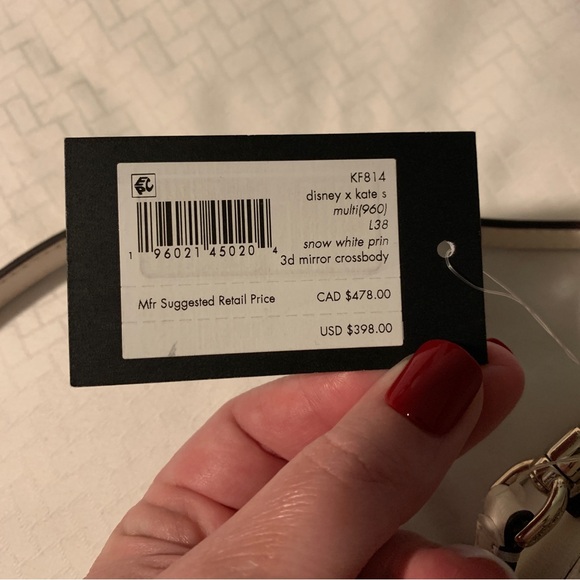 KF814
disney x kate s
multi(960)
L38
snow white prin
3d mirror crossbody
1 96021 45020 4
Mfr Suggested Retail Price CAD $478.00
USD $398.00